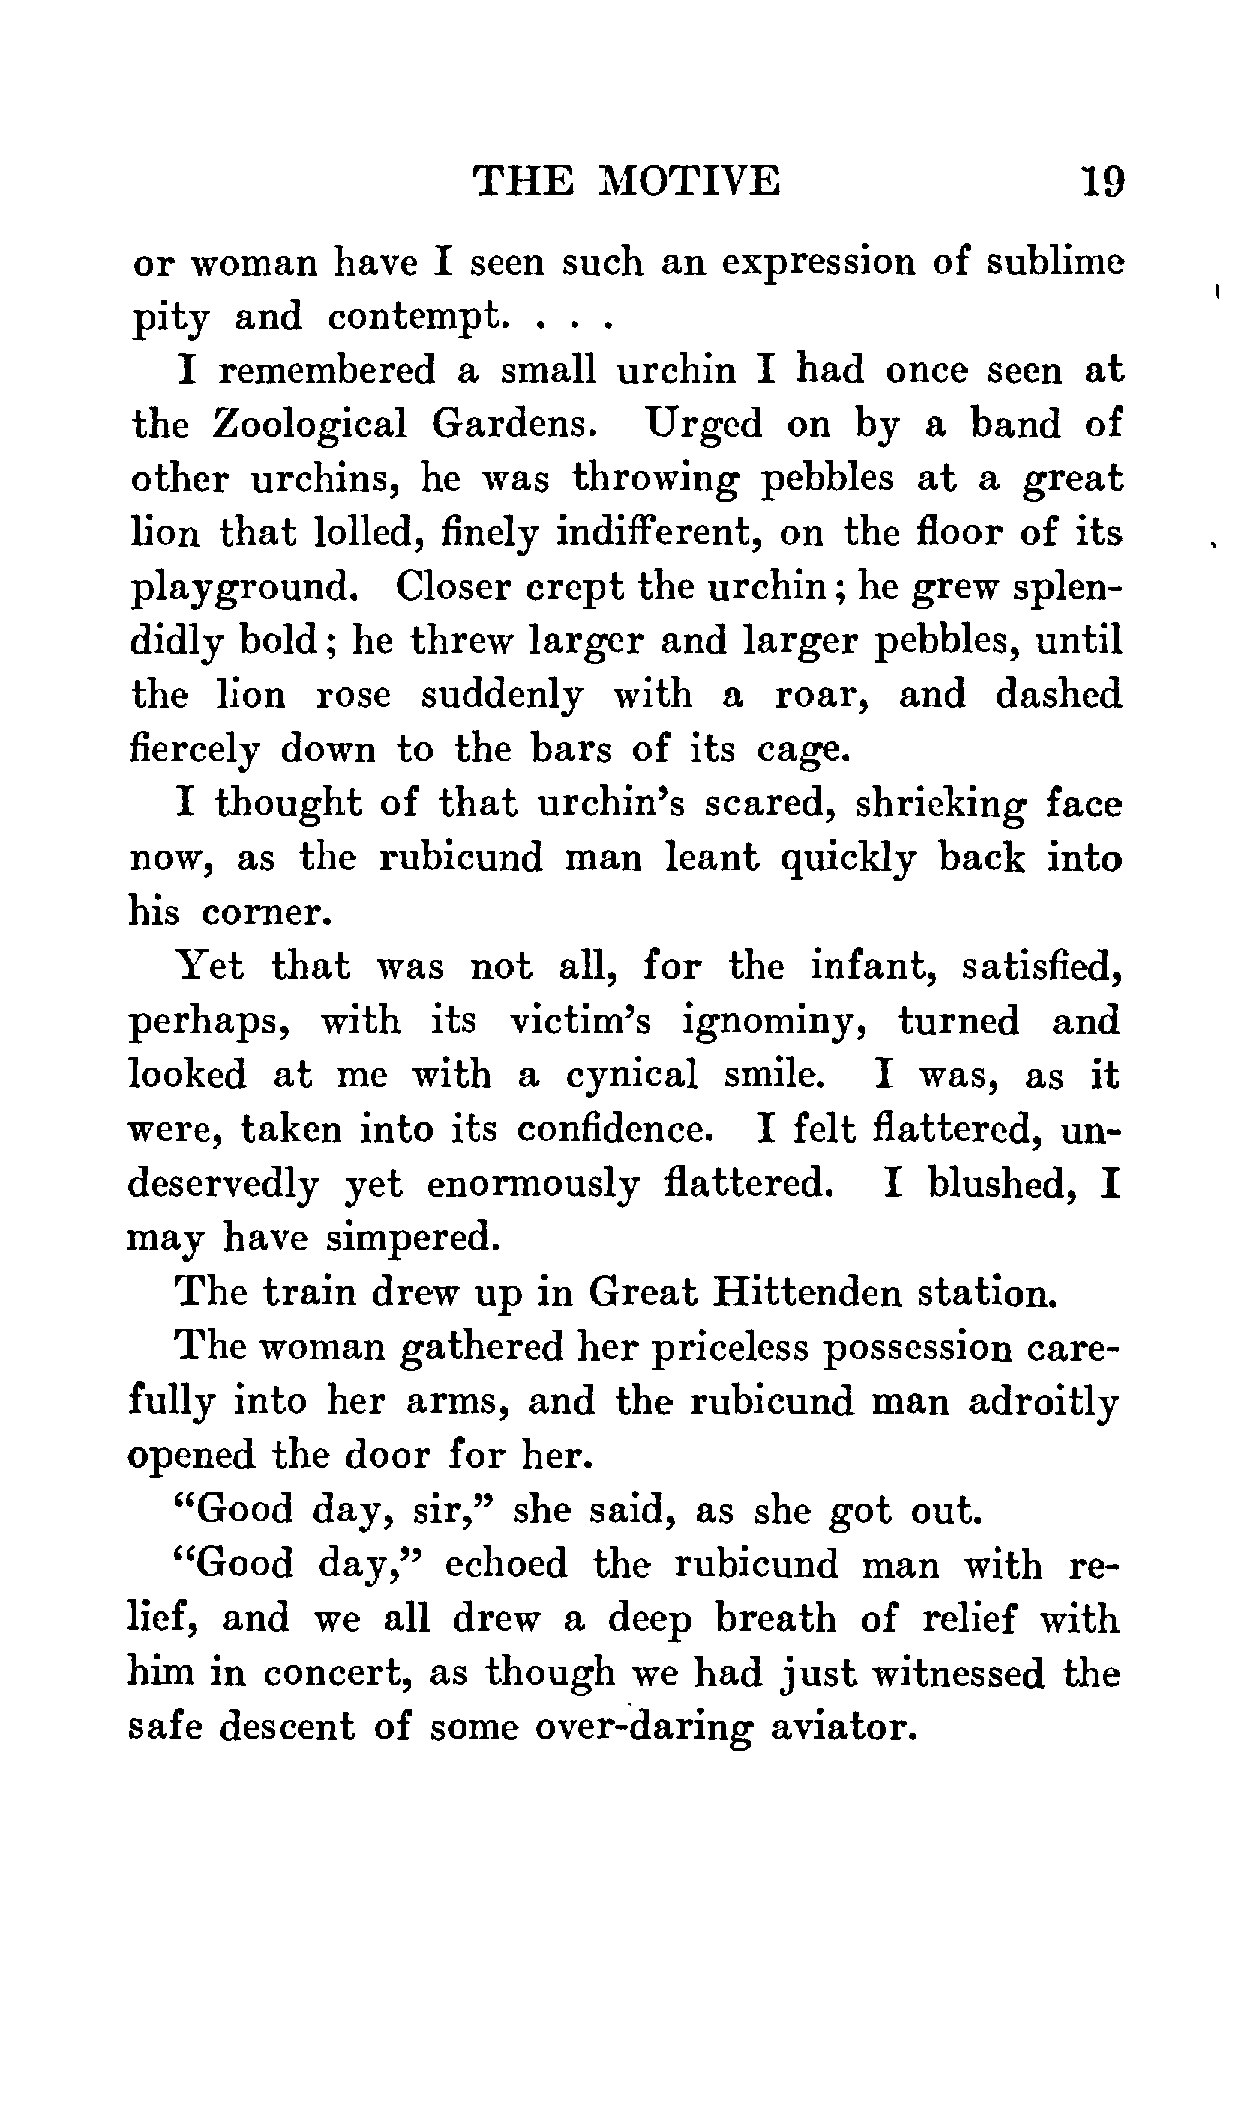 THE MOTIVE 19
or woman have I seen such an expression of sublime
pity and contempt. . . .
I remembered a small urchin I had once seen at
the Zoological Gardens. Urged on by a band of
other urchins, he was throwing pebbles at a great
lion that lolled, finely indifferent, on the floor of its
playground. Closer crept the urchin; he grew splen-
didly bold; he threw larger and larger pebbles, until
the lion rose suddenly with a roar, and dashed
fiercely down to the bars of its cage.
I thought of that urchin's scared, shrieking face
now, as the rubicund man leant quickly back into
his corner.
Yet that was not all, for the infant, satisfied,
perhaps, with its victim's ignominy, turned and
looked at me with a cynical smile. I was, as it
were, taken into its confidence. I felt flattered, un-
deservedly yet enormously flattered. I blushed, I
may have simpered.
The train drew up in Great Hittenden station.
The woman gathered her priceless possession care-
fully into her arms, and the rubicund man adroitly
opened the door for her.
"Good day, sir," she said, as she got out.
"Good day," echoed the rubicund man with re-
lief, and we all drew a deep breath of relief with
him in concert, as though we had just witnessed the
safe descent of some over-daring aviator.